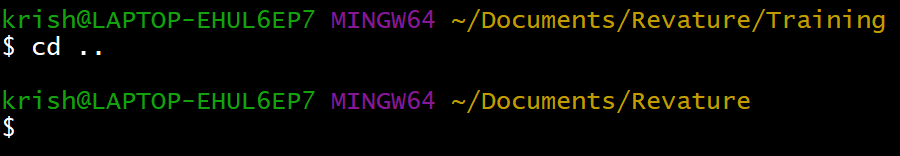 krish@LAPTOP-EHUL6EP7 MINGW64 ~/Documents/Revature/Training
$ cd ..
krish@LAPTOP-EHUL6EP7 MINGW64 ~/Documents/Revature
$